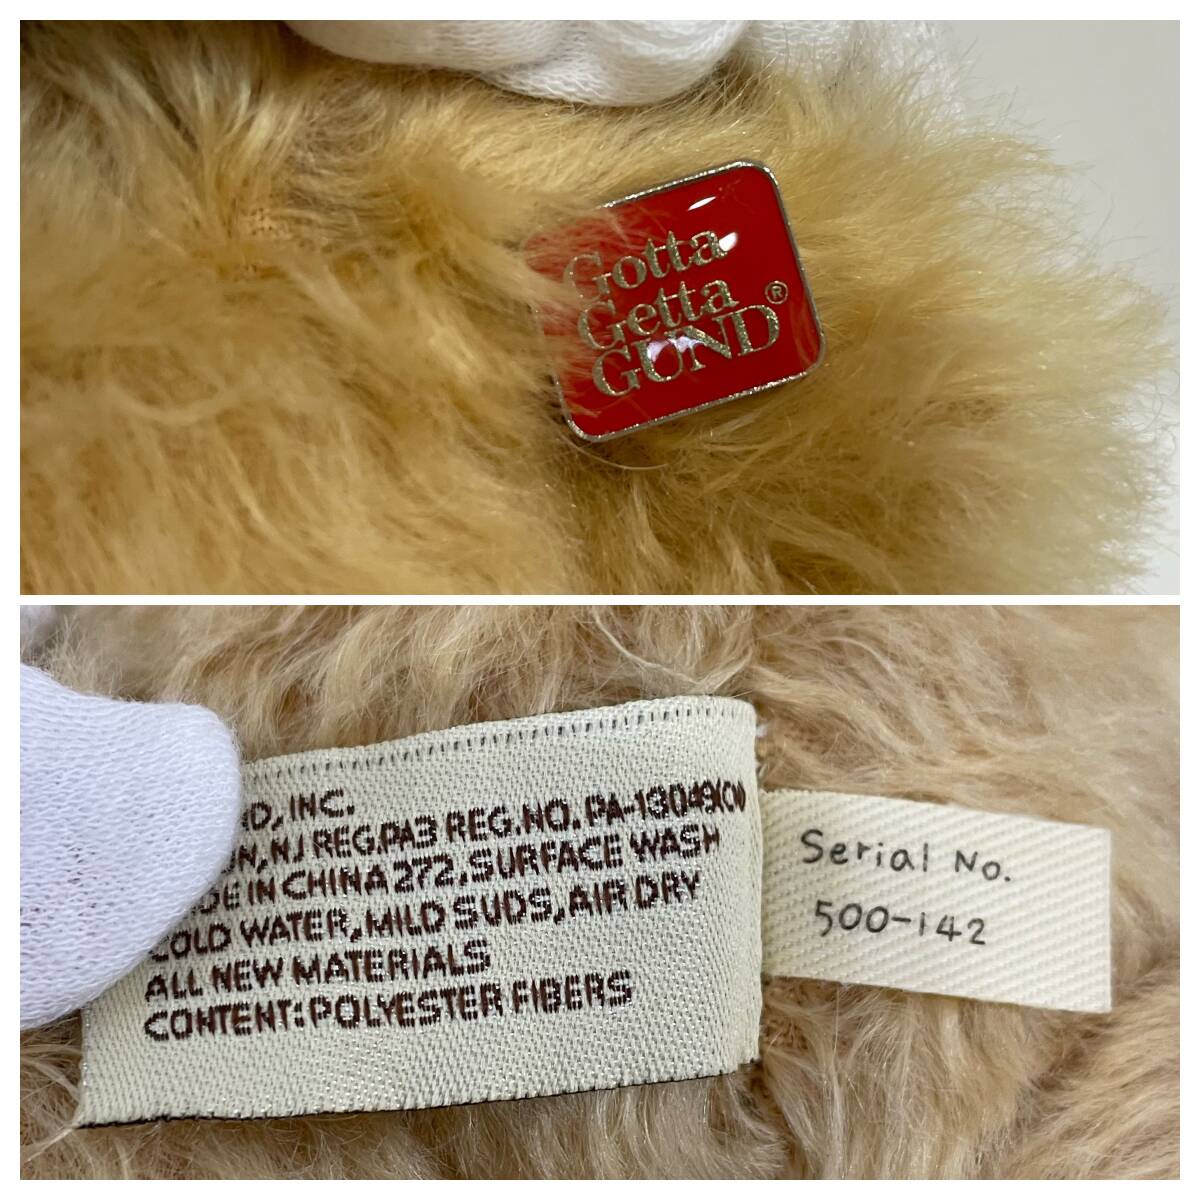 Gotta
Getta
GUND®
D, INC.
N, NJ REG.PA3 REG.NO. PA-13049(CN)
DE IN CHINA 272, SURFACE WASH
COLD WATER, MILD SUDS, AIR DRY
ALL NEW MATERIALS
CONTENT: POLYESTER FIBERS
Serial No.
500-142